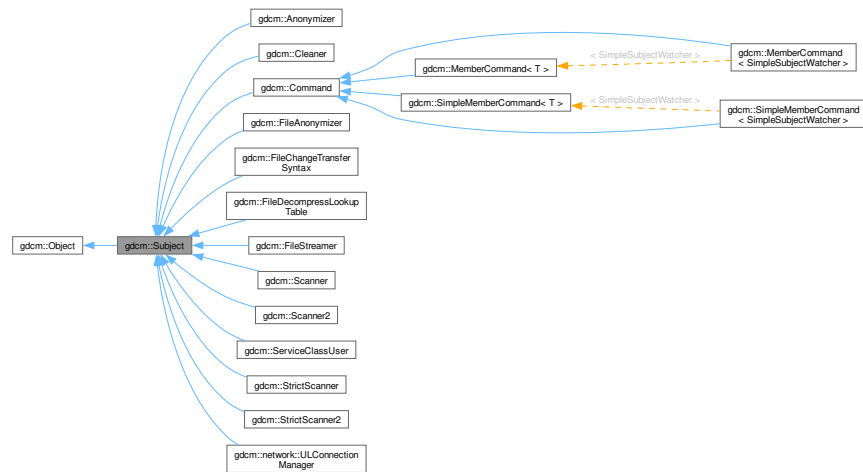 gdcm::Anonymizer
gdcm::Cleaner
gdcm::Command
gdcm::MemberCommand< T >
< SimpleSubjectWatcher >
gdcm::MemberCommand
< SimpleSubjectWatcher >
gdcm::SimpleMemberCommand< T >
< SimpleSubjectWatcher >
gdcm::SimpleMemberCommand
< SimpleSubjectWatcher >
gdcm::FileAnonymizer
gdcm::FileChangeTransfer
Syntax
gdcm::FileDecompressLookup
Table
gdcm::Object
gdcm::Subject
gdcm::FileStreamer
gdcm::Scanner
gdcm::Scanner2
gdcm::ServiceClassUser
gdcm::StrictScanner
gdcm::StrictScanner2
gdcm::network::ULConnection
Manager